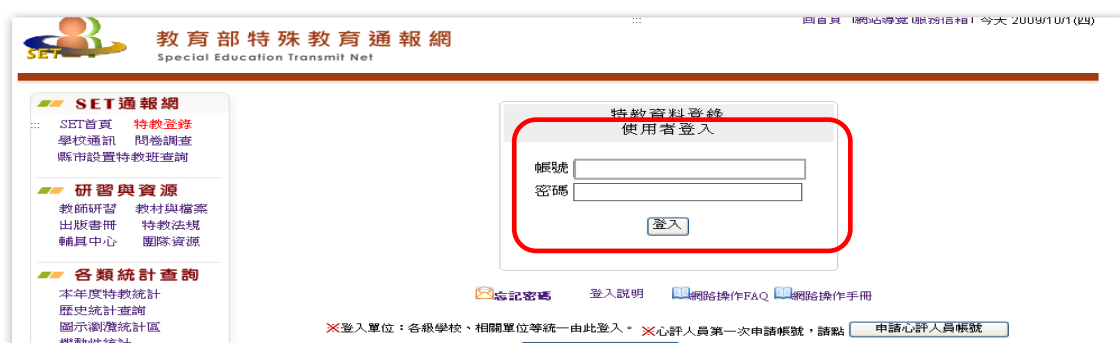 ::: 回首頁 |網站導覽|服務信箱| 今天 2009/10/1(四)
SET
教育部特殊教育通報網
Special Education Transmit Net
SET通報網
::: SET首頁 特教登錄
學校通訊 問卷調查
縣市設置特教班查詢
研習與資源
教師研習 教材與檔案
出版書冊 特教法規
輔具中心 團隊資源
各類統計查詢
本年度特教統計
歷史統計查詢
圖示瀏灠統計區
機動性統計
特教資料登錄
使用者登入
帳號
密碼
登入
忘記密碼 登入說明 網路操作FAQ 網路操作手冊
※登入單位：各級學校、相關單位等統一由此登入。 ※心評人員第一次申請帳號，請點 申請心評人員帳號